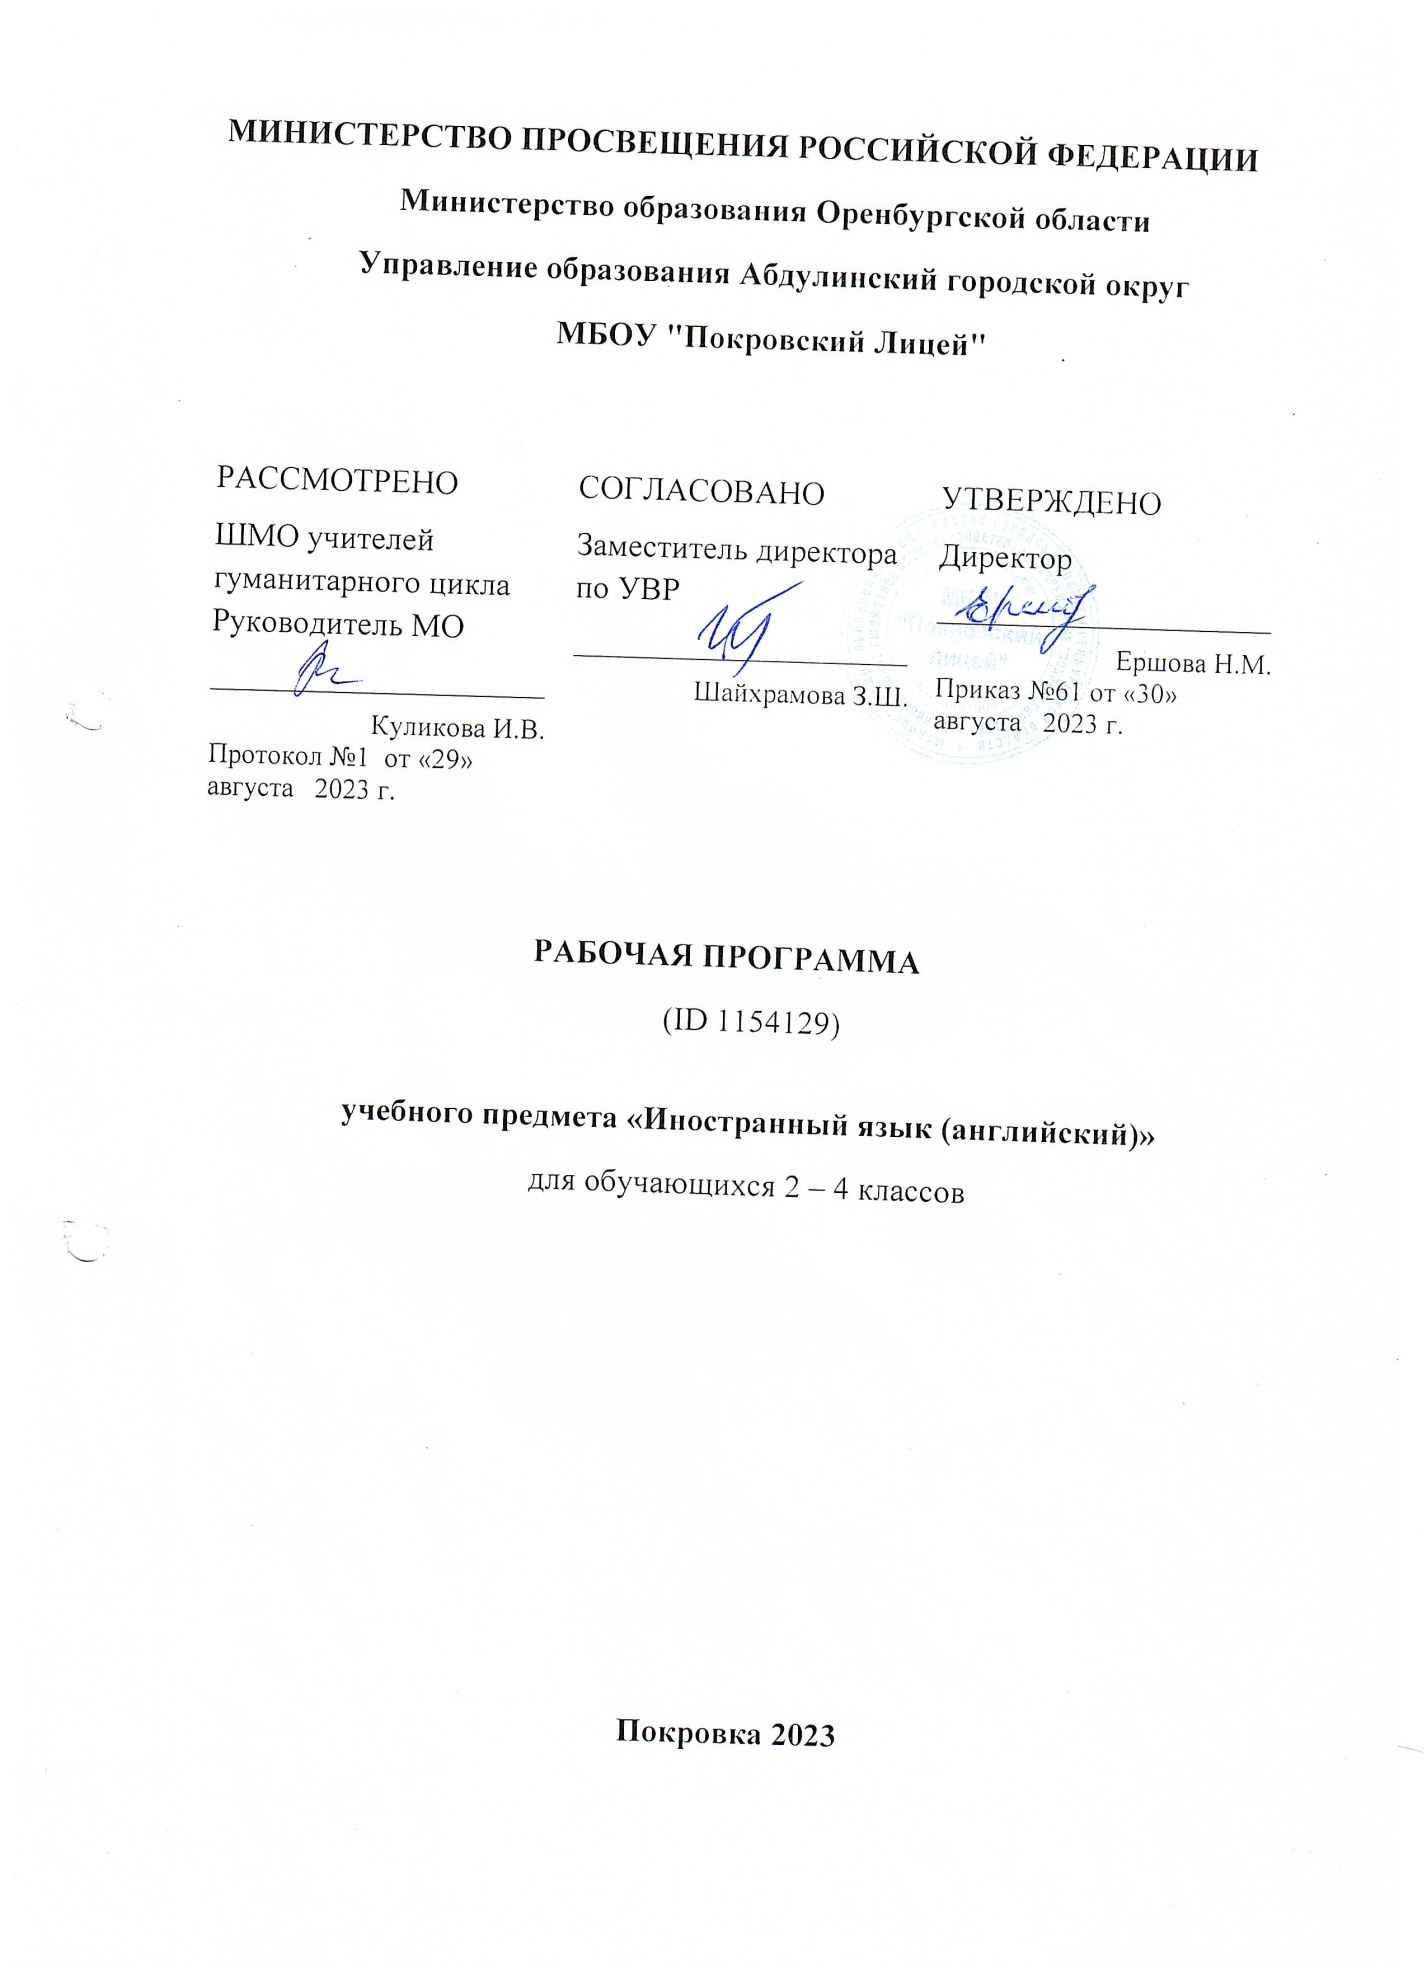 МИНИСТЕРСТВО ПРОСВЕЩЕНИЯ РОССИЙСКОЙ ФЕДЕРАЦИИ
Министерство образования Оренбургской области
Управление образования Абдулинский городской округ
МБОУ "Покровский Лицей"
РАССМОТРЕНО
ШМО учителей
гуманитарного цикла
Руководитель МО
Куликова И.В.
Протокол №1 от «29»
августа 2023 г.
СОГЛАСОВАНО
Заместитель директора
по УВР
Шайхрамова З.Ш.
УТВЕРЖДЕНО
Директор
Ершова Н.М.
Приказ №61 от «30»
августа 2023 г.
"Покровский
лицей"
РАБОЧАЯ ПРОГРАММА
(ID 1154129)
учебного предмета «Иностранный язык (английский)»
для обучающихся 2 – 4 классов
Покровка 2023